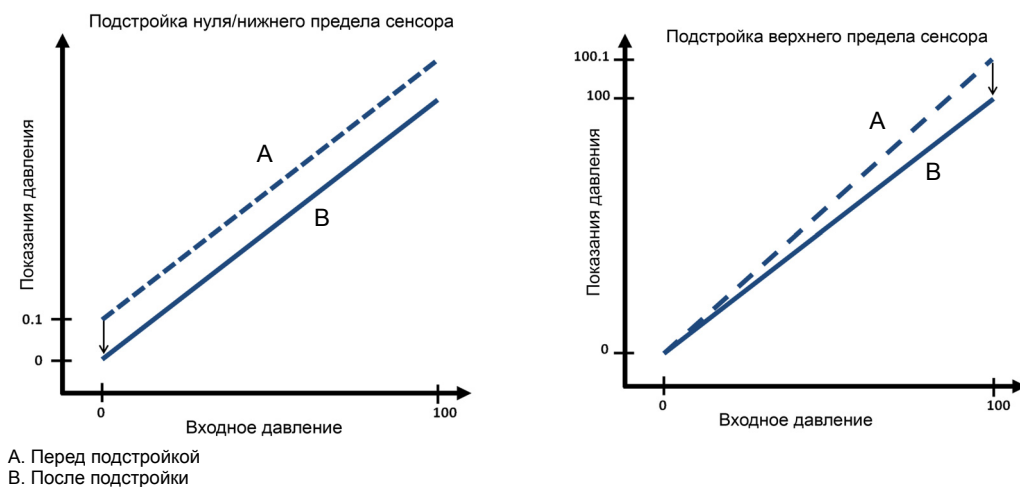 Подстройка нуля/нижнего предела сенсора
Показания давления
A
B
0.1
0
0
100
Входное давление
Подстройка верхнего предела сенсора
100.1
100
Показания давления
A
B
0
0
100
Входное давление
A. Перед подстройкой
B. После подстройки